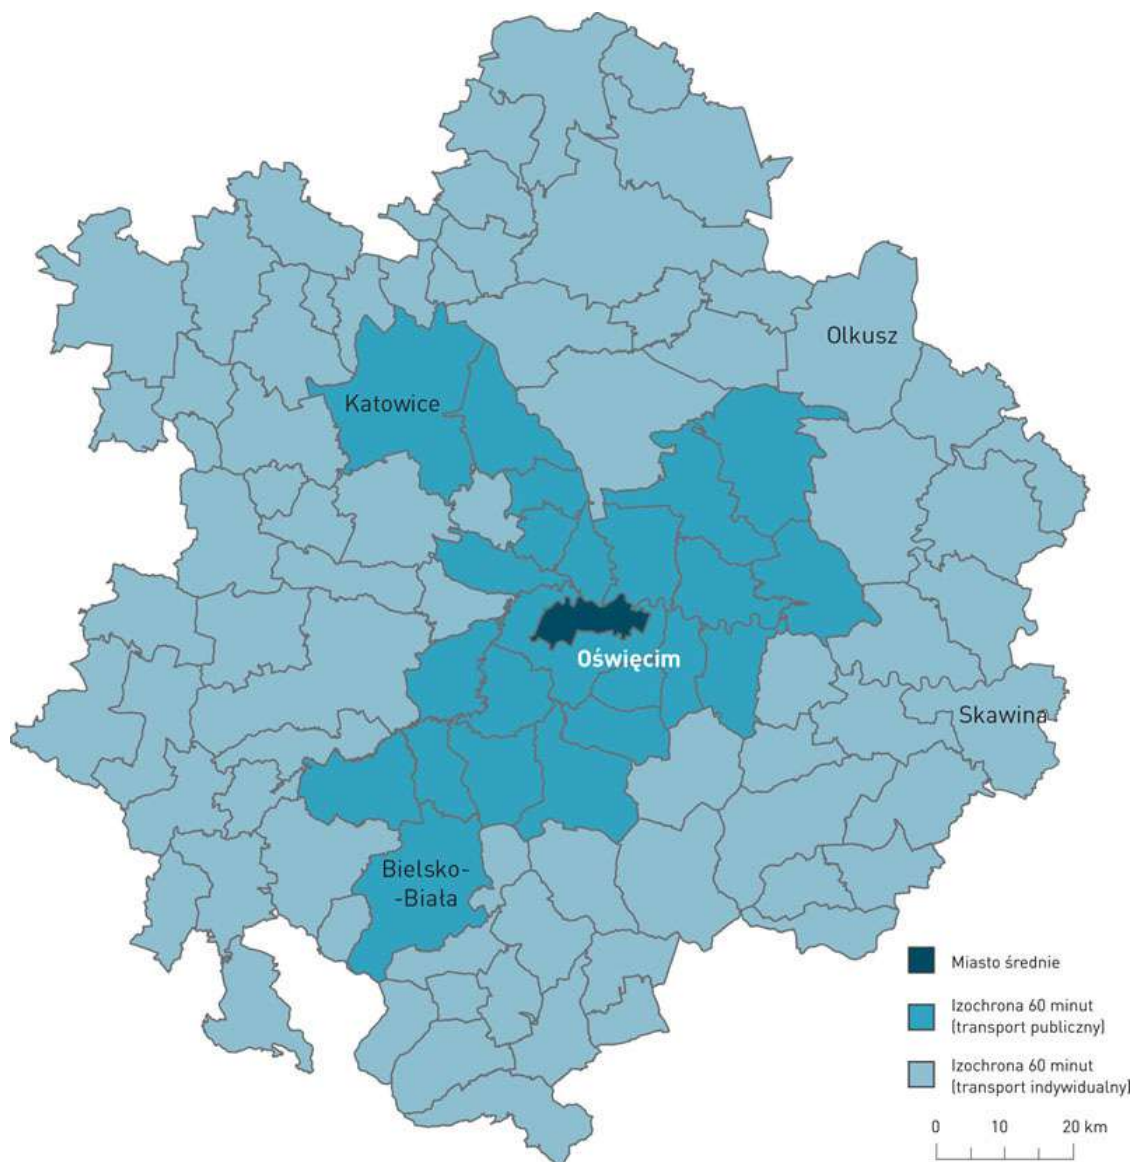 Olkusz
Katowice
Oświęcim
Skawina
Bielsko-
-Biała
Miasto średnie
Izochrona 60 minut
(transport publiczny)
Izochrona 60 minut
(transport indywidualny)
0 10 20 km